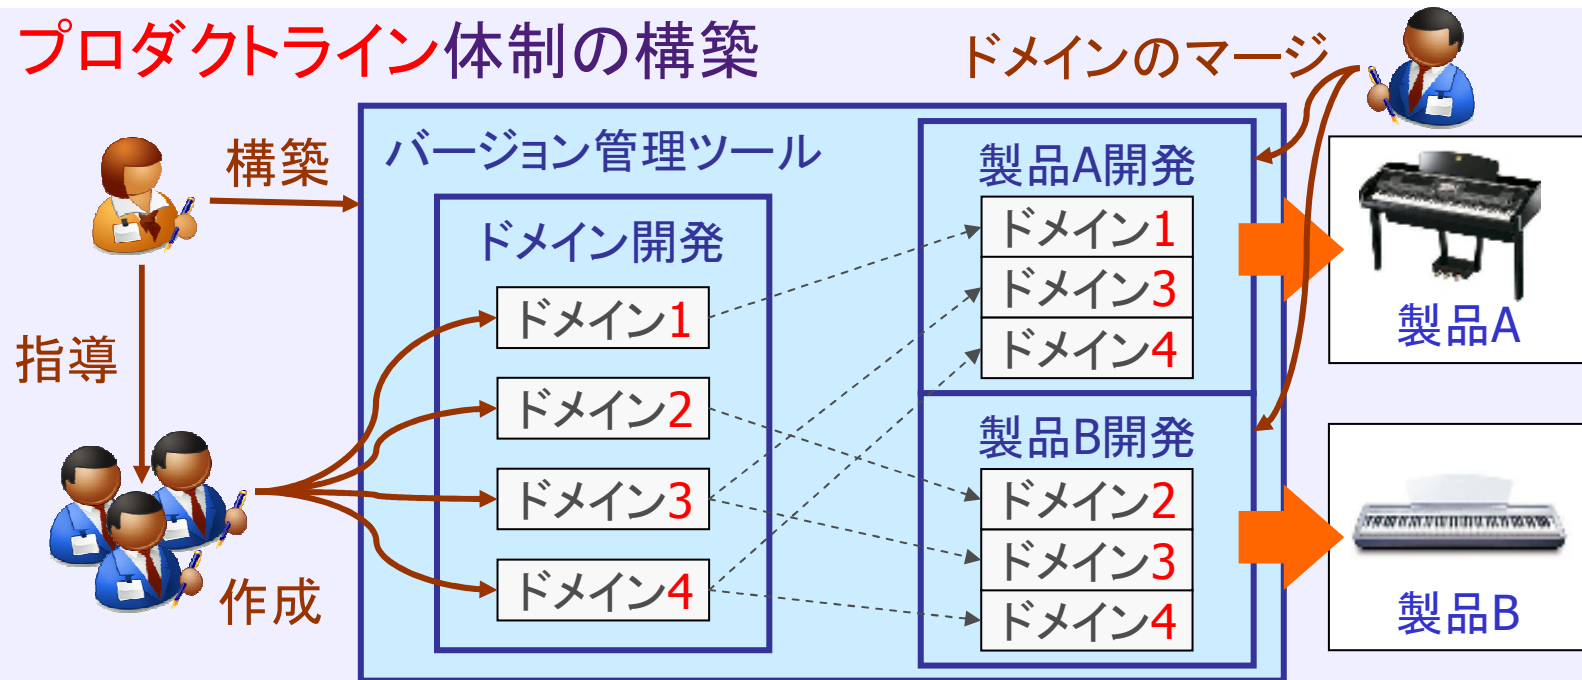 プロダクトライン体制の構築
ドメインのマージ
構築
バージョン管理ツール
ドメイン開発
ドメイン1
ドメイン2
ドメイン3
ドメイン4
製品A開発
ドメイン1
ドメイン3
ドメイン4
製品B開発
ドメイン2
ドメイン3
ドメイン4
製品A
製品B
指導
作成